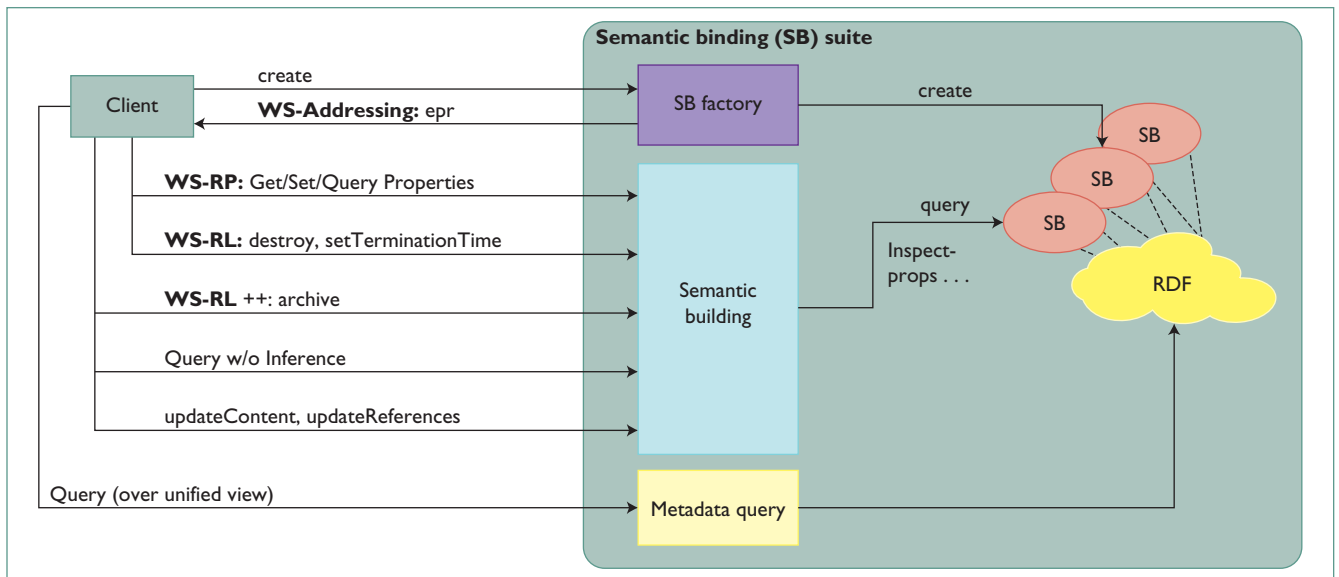 Semantic binding (SB) suite
create
Client
WS-Addressing: epr
SB factory
create
SB
SB
SB
WS-RP: Get/Set/Query Properties
query
WS-RL: destroy, setTerminationTime
Inspect-
props . . .
RDF
WS-RL ++: archive
Semantic
building
Query w/o Inference
updateContent, updateReferences
Query (over unified view)
Metadata query